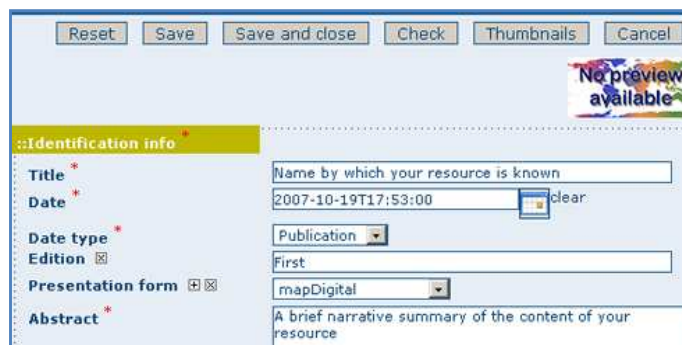 Reset Save Save and close Check Thumbnails Cancel
No preview
available
::Identification info *
Title * Name by which your resource is known
Date * 2007-10-19T17:53:00 clear
Date type * Publication
Edition First
Presentation form mapDigital
Abstract * A brief narrative summary of the content of your
resource